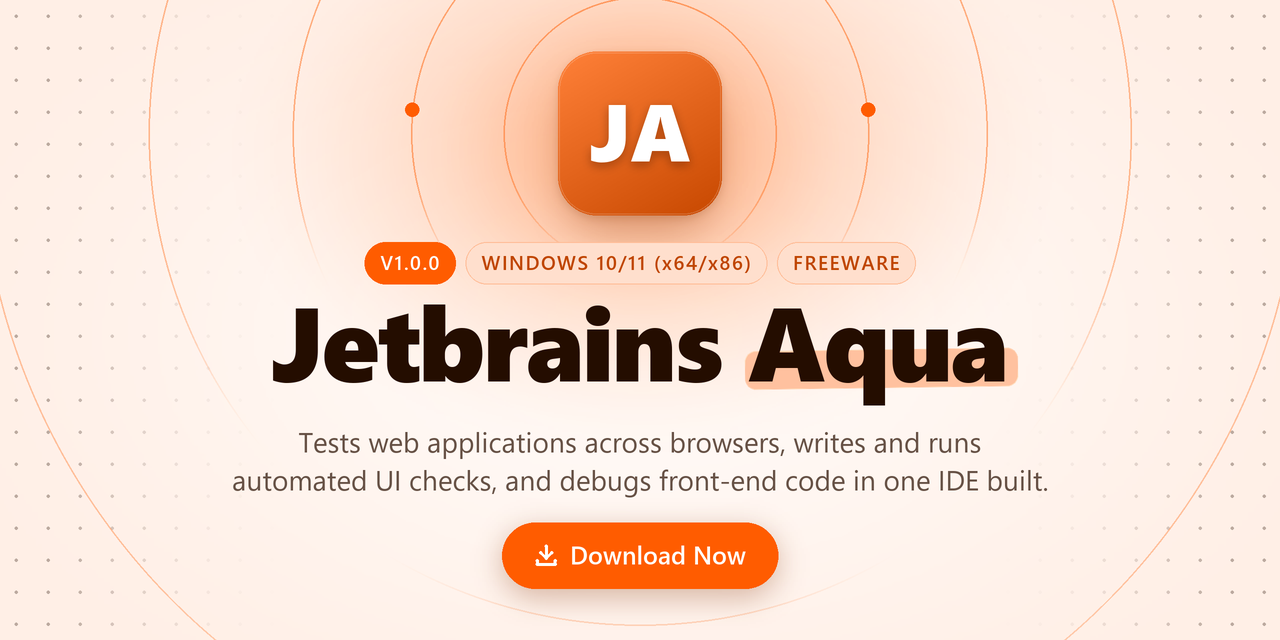 JA
V1.0.0
WINDOWS 10/11 (x64/x86)
FREEWARE
Jetbrains Aqua
Tests web applications across browsers, writes and runs
automated UI checks, and debugs front-end code in one IDE built.
Download Now